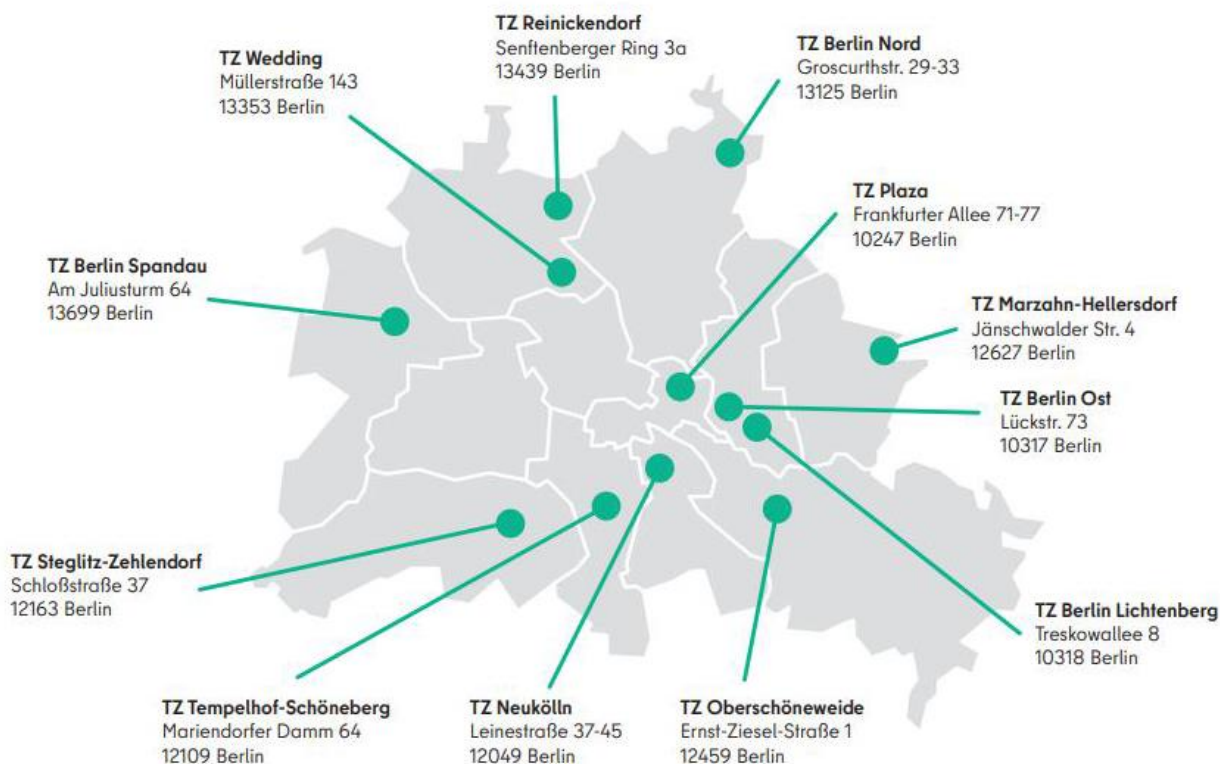 TZ Reinickendorf
Senftenberger Ring 3a
13439 Berlin
TZ Berlin Nord
Groscurthstr. 29-33
13125 Berlin
TZ Wedding
Müllerstraße 143
13353 Berlin
TZ Plaza
Frankfurter Allee 71-77
10247 Berlin
TZ Berlin Spandau
Am Juliusturm 64
13699 Berlin
TZ Marzahn-Hellersdorf
Jänschwalder Str. 4
12627 Berlin
TZ Berlin Ost
Lückstr. 73
10317 Berlin
TZ Steglitz-Zehlendorf
Schloßstraße 37
12163 Berlin
TZ Berlin Lichtenberg
Treskowallee 8
10318 Berlin
TZ Tempelhof-Schöneberg
Mariendorfer Damm 64
12109 Berlin
TZ Neukölln
Leinestraße 37-45
12049 Berlin
TZ Oberschöneweide
Ernst-Ziesel-Straße 1
12459 Berlin